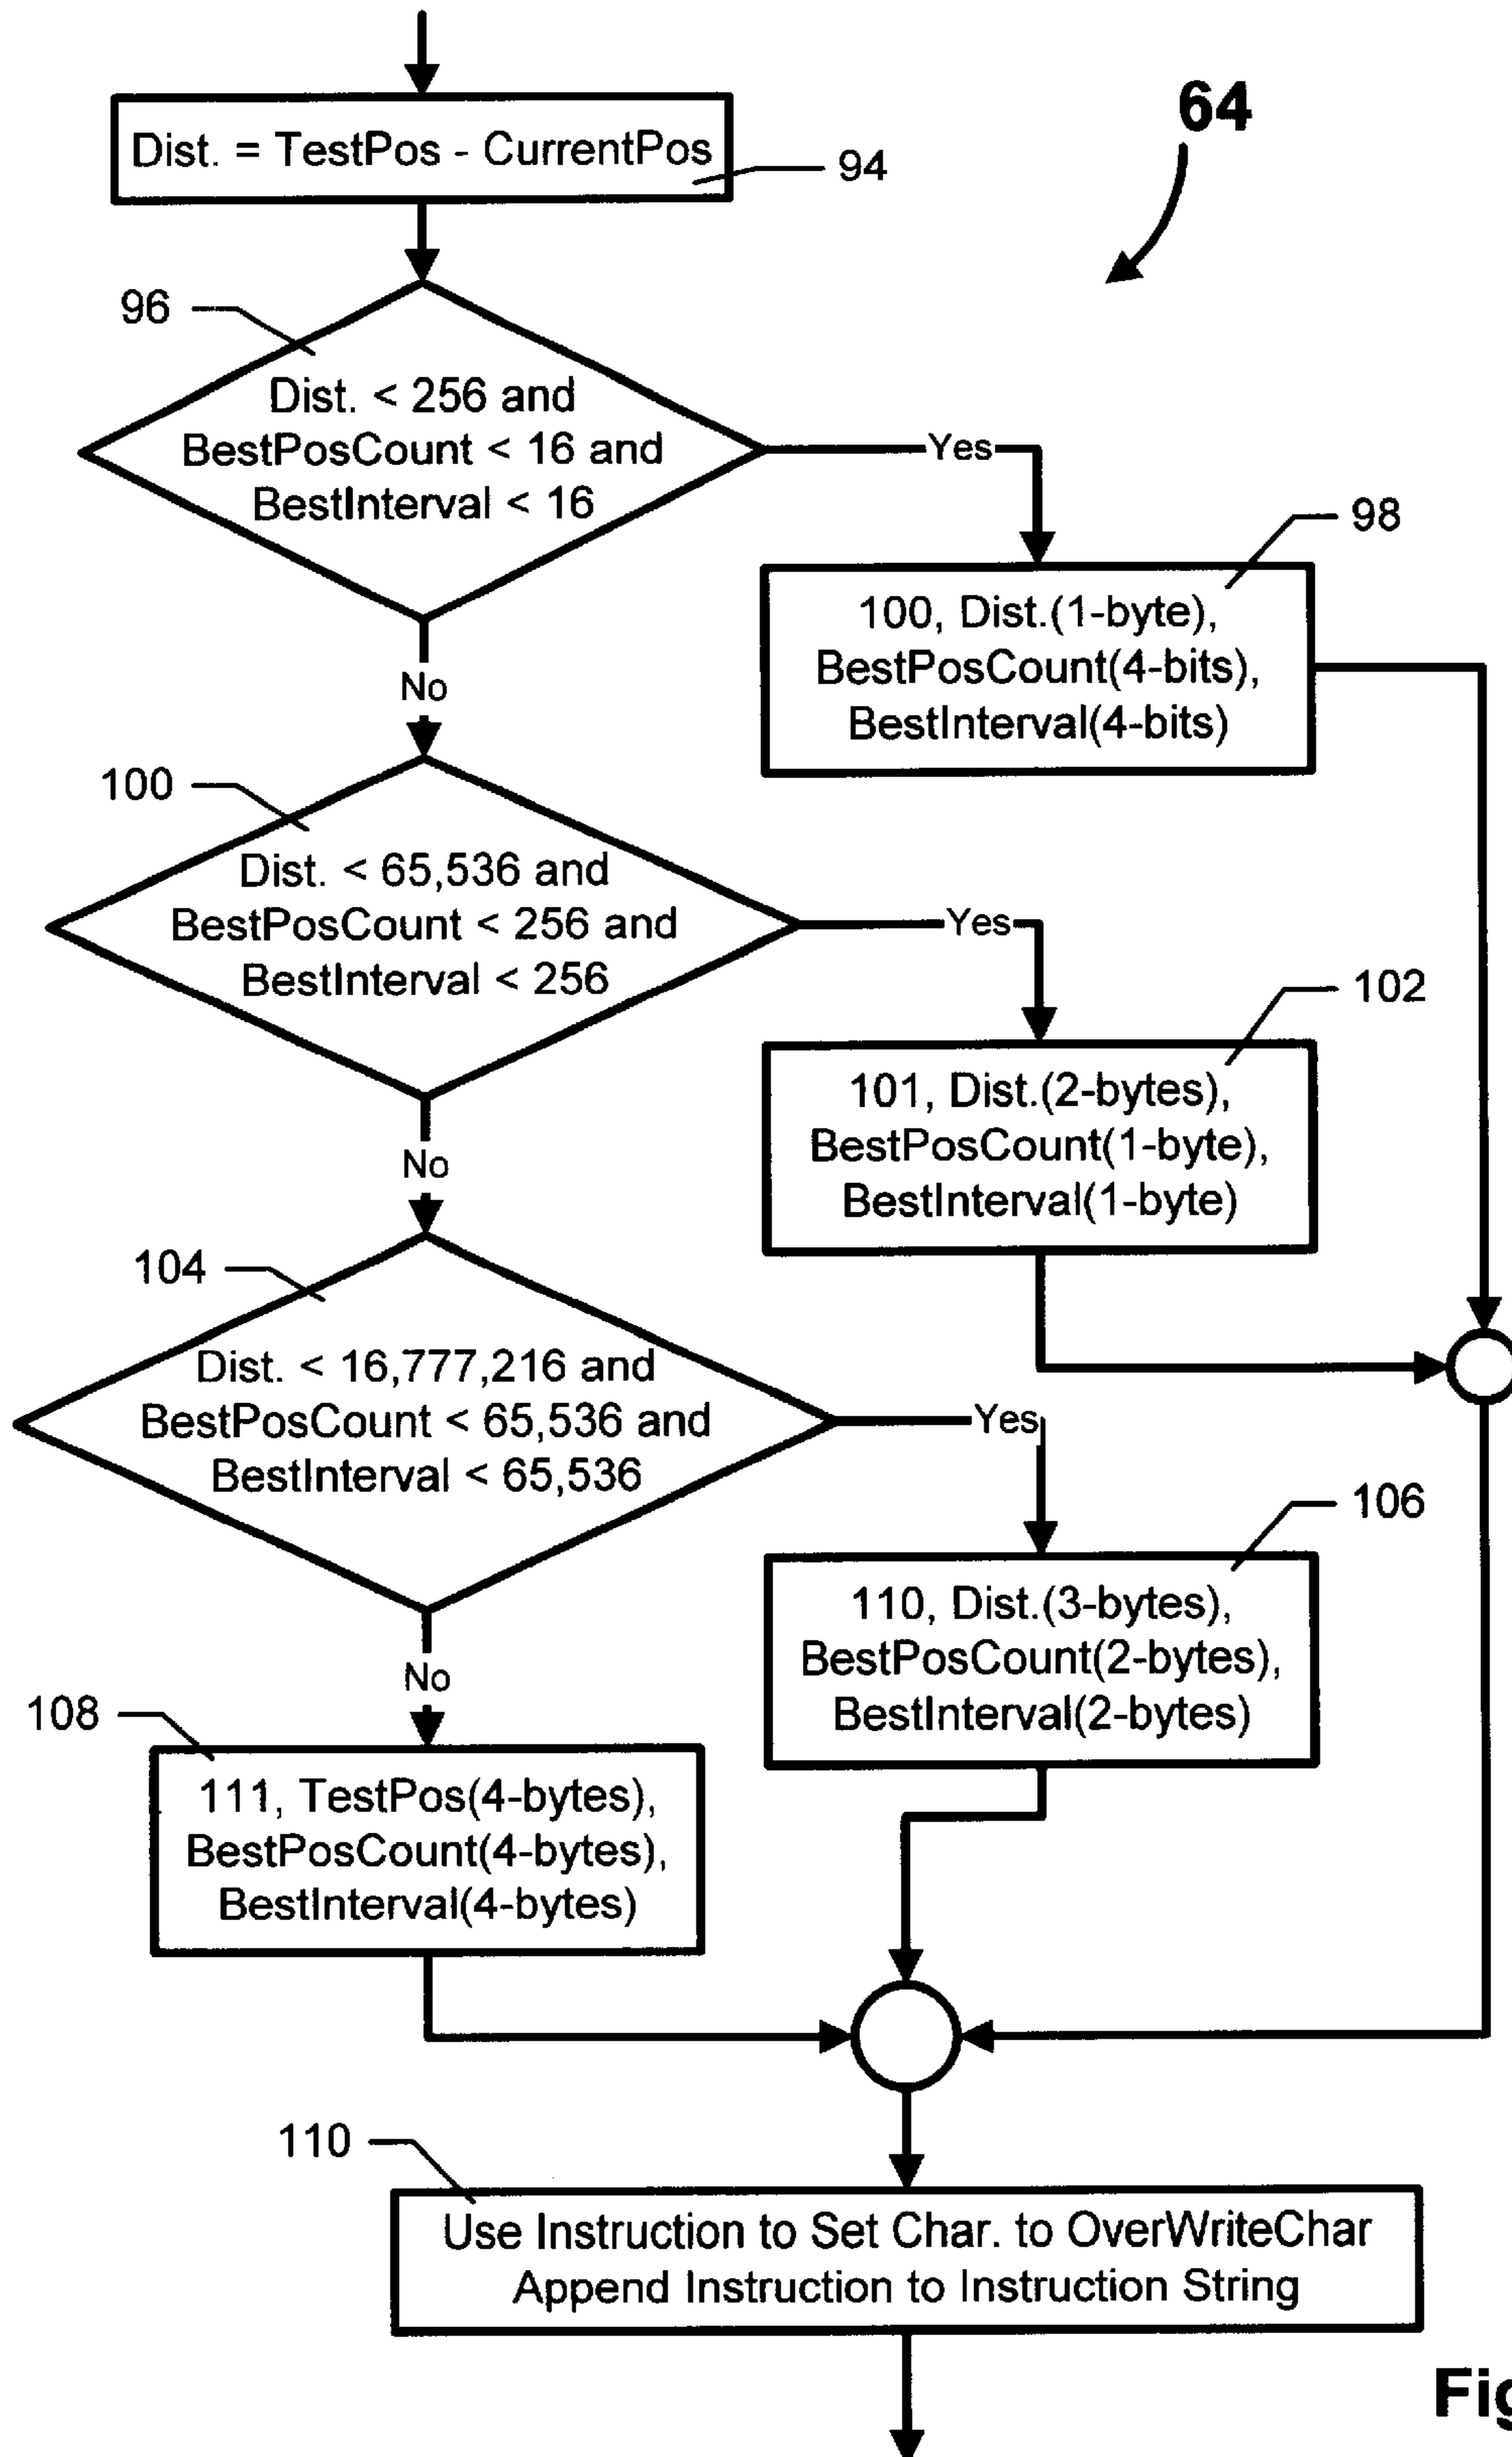 64
Dist. = TestPos - CurrentPos
94
96
Dist. < 256 and
BestPosCount < 16 and
BestInterval < 16
Yes
98
100, Dist.(1-byte),
BestPosCount(4-bits),
BestInterval(4-bits)
No
100
Dist. < 65,536 and
BestPosCount < 256 and
BestInterval < 256
Yes
102
101, Dist.(2-bytes),
BestPosCount(1-byte),
BestInterval(1-byte)
No
104
Dist. < 16,777,216 and
BestPosCount < 65,536 and
BestInterval < 65,536
Yes
106
110, Dist.(3-bytes),
BestPosCount(2-bytes),
BestInterval(2-bytes)
No
108
111, TestPos(4-bytes),
BestPosCount(4-bytes),
BestInterval(4-bytes)
110
Use Instruction to Set Char. to OverWriteChar
Append Instruction to Instruction String
Fig